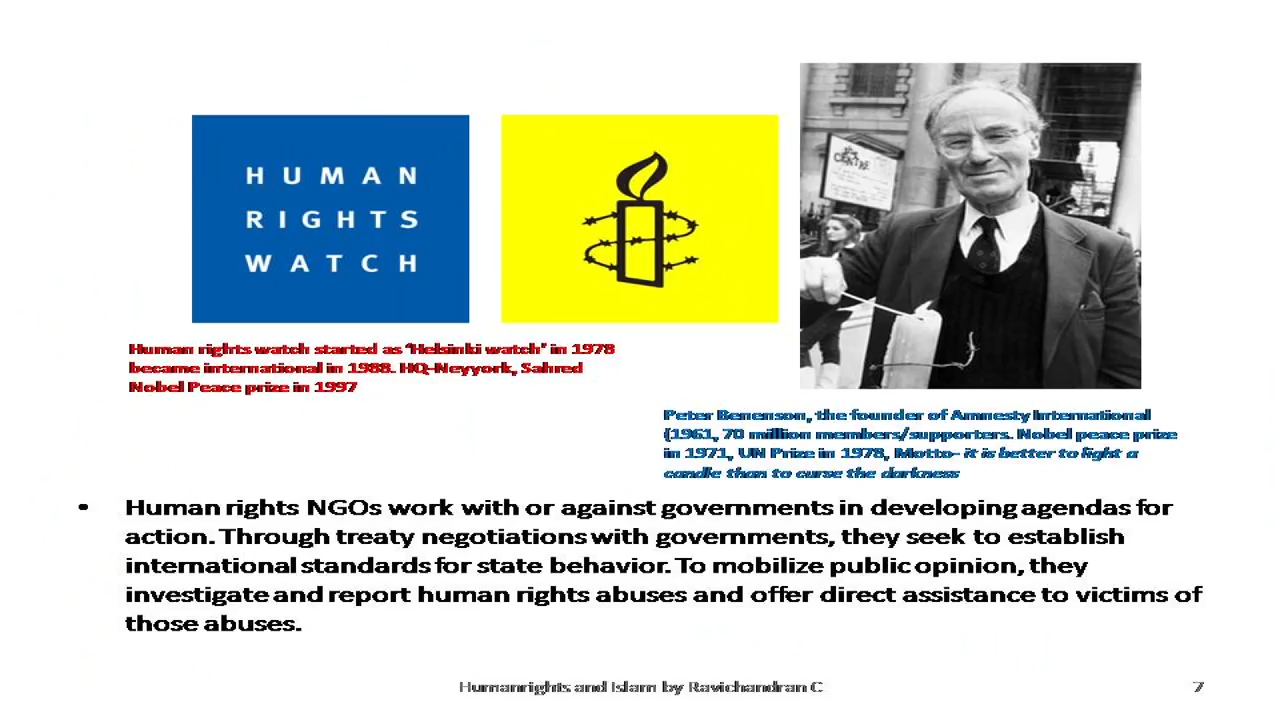 HUMAN
RIGHTS
WATCH
the
CENTRE
Human rights watch started as 'Helsinki watch' in 1978
became international in 1988. HQ-Neyyork, Sahred
Nobel Peace prize in 1997
Peter Benenson, the founder of Amnesty International
(1961, 70 million members/supporters. Nobel peace prize
in 1971, UN Prize in 1978, Motto- it is better to light a
candle than to curse the darkness
• Human rights NGOs work with or against governments in developing agendas for
action. Through treaty negotiations with governments, they seek to establish
international standards for state behavior. To mobilize public opinion, they
investigate and report human rights abuses and offer direct assistance to victims of
those abuses.
Humanrights and Islam by Ravichandran C
7